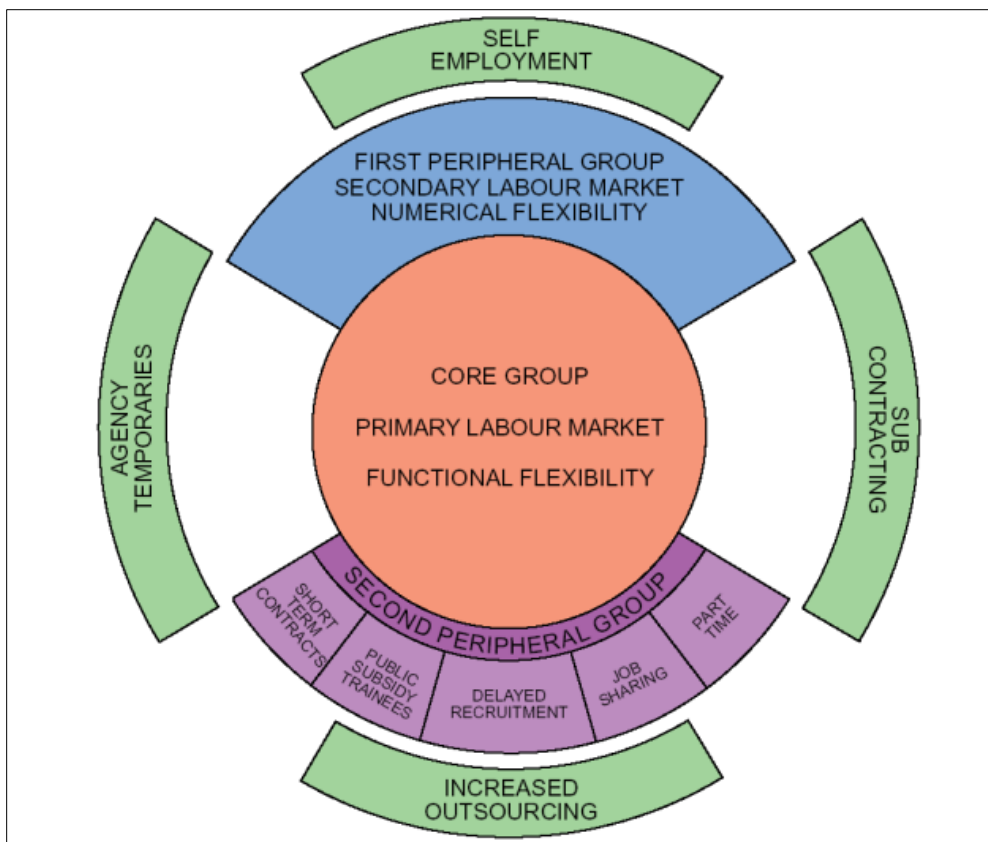 SELF
EMPLOYMENT
FIRST PERIPHERAL GROUP
SECONDARY LABOUR MARKET
NUMERICAL FLEXIBILITY
AGENCY
TEMPORARIES
SUB
CONTRACTING
CORE GROUP
PRIMARY LABOUR MARKET
FUNCTIONAL FLEXIBILITY
SECOND PERIPHERAL GROUP
SHORT
TERM
CONTRACTS
PUBLIC
SUBSIDY
TRAINEES
DELAYED
RECRUITMENT
JOB
SHARING
PART
TIME
INCREASED
OUTSOURCING